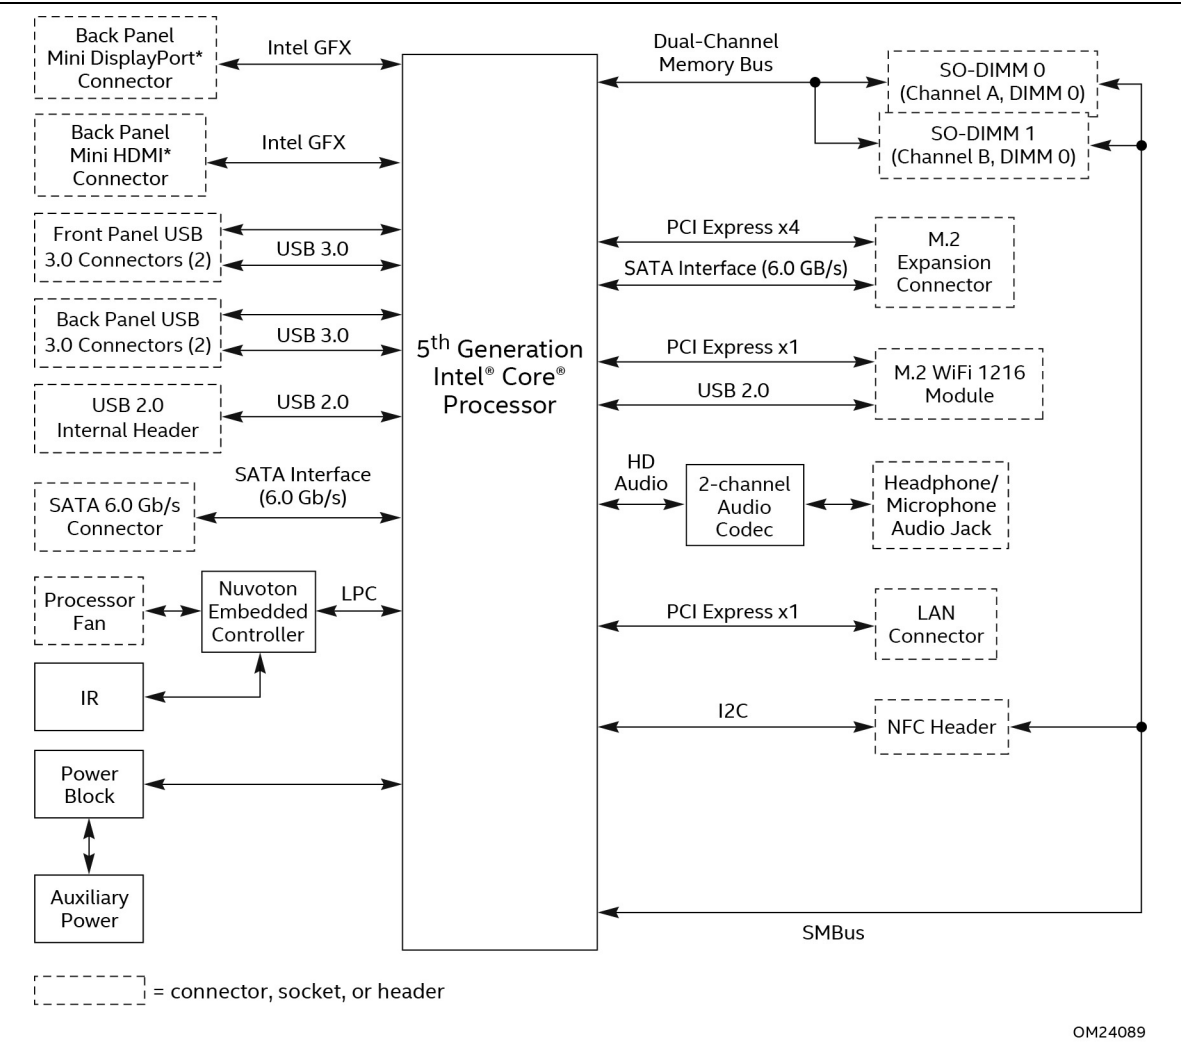 Back Panel
Mini DisplayPort*
Connector
Intel GFX
Back Panel
Mini HDMI*
Connector
Intel GFX
Front Panel USB
3.0 Connectors (2)
USB 3.0
Back Panel USB
3.0 Connectors (2)
USB 3.0
USB 2.0
Internal Header
USB 2.0
SATA 6.0 Gb/s
Connector
SATA Interface
(6.0 Gb/s)
Processor
Fan
Nuvoton
Embedded
Controller
LPC
IR
Power
Block
Auxiliary
Power
5th Generation
Intel® Core®
Processor
Dual-Channel
Memory Bus
SO-DIMM 0
(Channel A, DIMM 0)
SO-DIMM 1
(Channel B, DIMM 0)
PCI Express x4
SATA Interface (6.0 GB/s)
M.2
Expansion
Connector
PCI Express x1
USB 2.0
M.2 WiFi 1216
Module
HD
Audio
2-channel
Audio
Codec
Headphone/
Microphone
Audio Jack
PCI Express x1
LAN
Connector
I2C
NFC Header
SMBus
= connector, socket, or header
OM24089